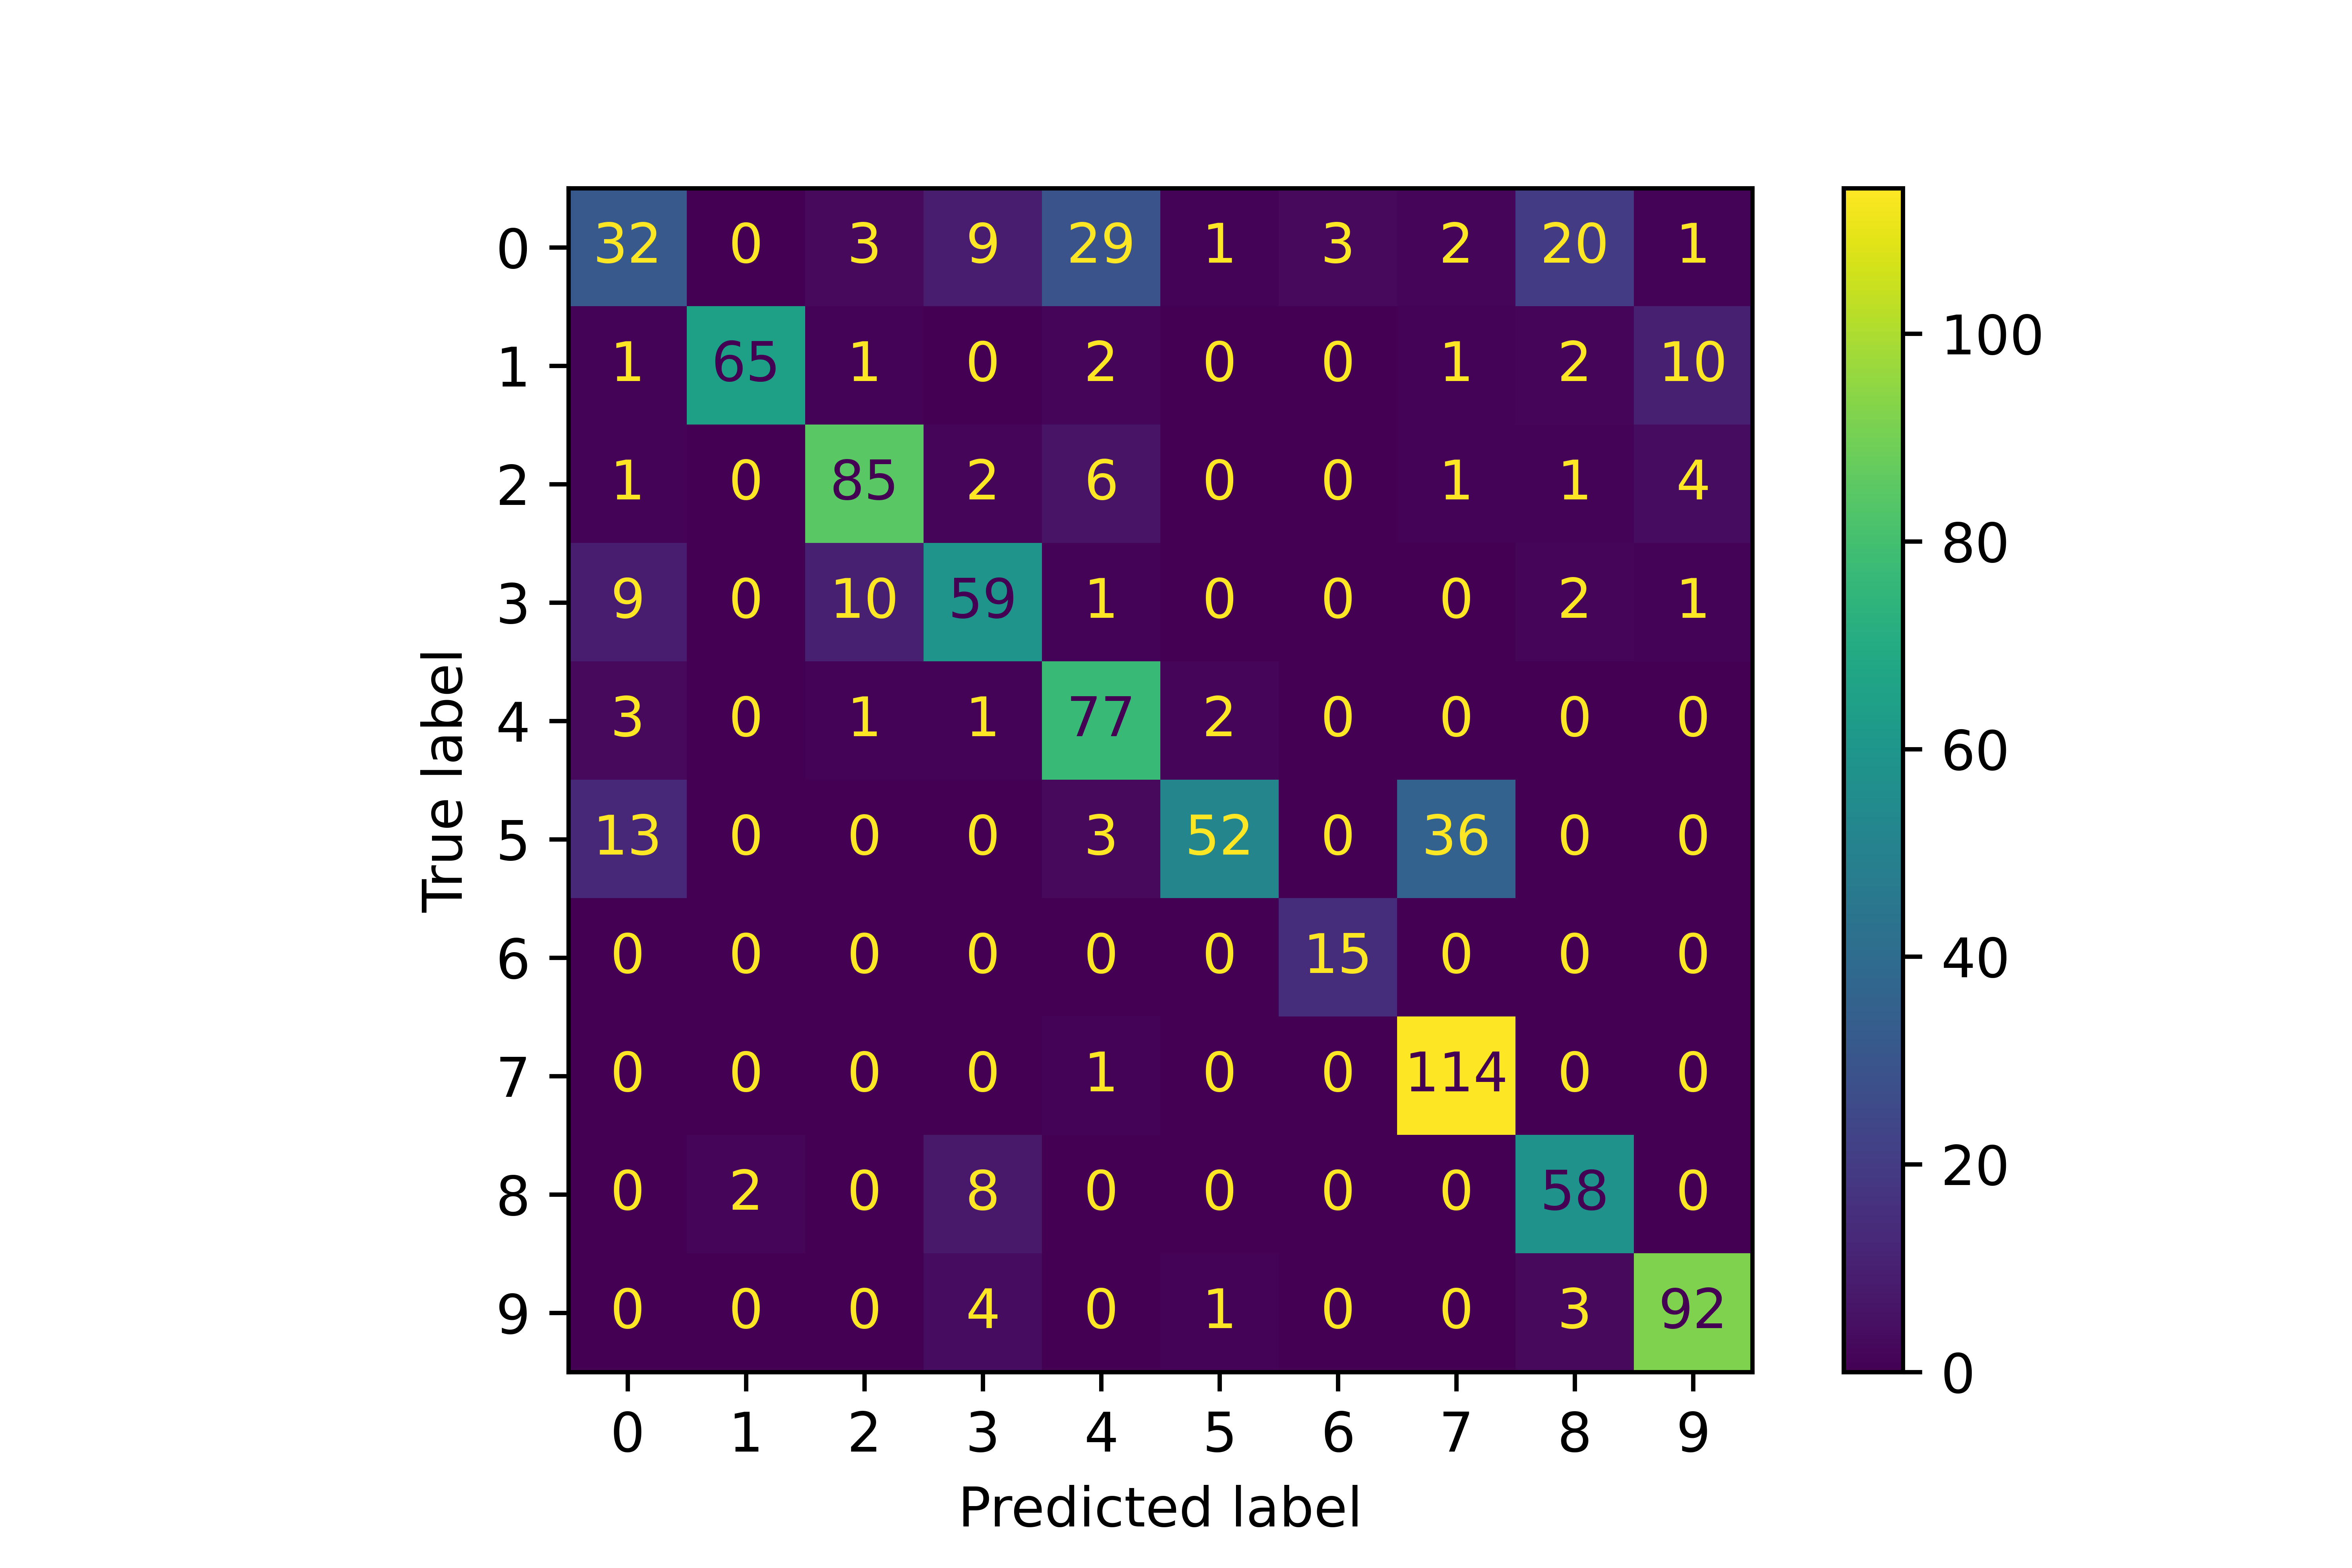 0 32 0 3 9 29 1 3 2 20 1
1 1 65 1 0 2 0 0 1 2 10
2 1 0 85 2 6 0 0 1 1 4
3 9 0 10 59 1 0 0 0 2 1
4 3 0 1 1 77 2 0 0 0 0
5 13 0 0 0 3 52 0 36 0 0
6 0 0 0 0 0 0 15 0 0 0
7 0 0 0 0 1 0 0 114 0 0
8 0 2 0 8 0 0 0 0 58 0
9 0 0 0 4 0 1 0 0 3 92
0 1 2 3 4 5 6 7 8 9
Predicted label
True label
100
80
60
40
20
0